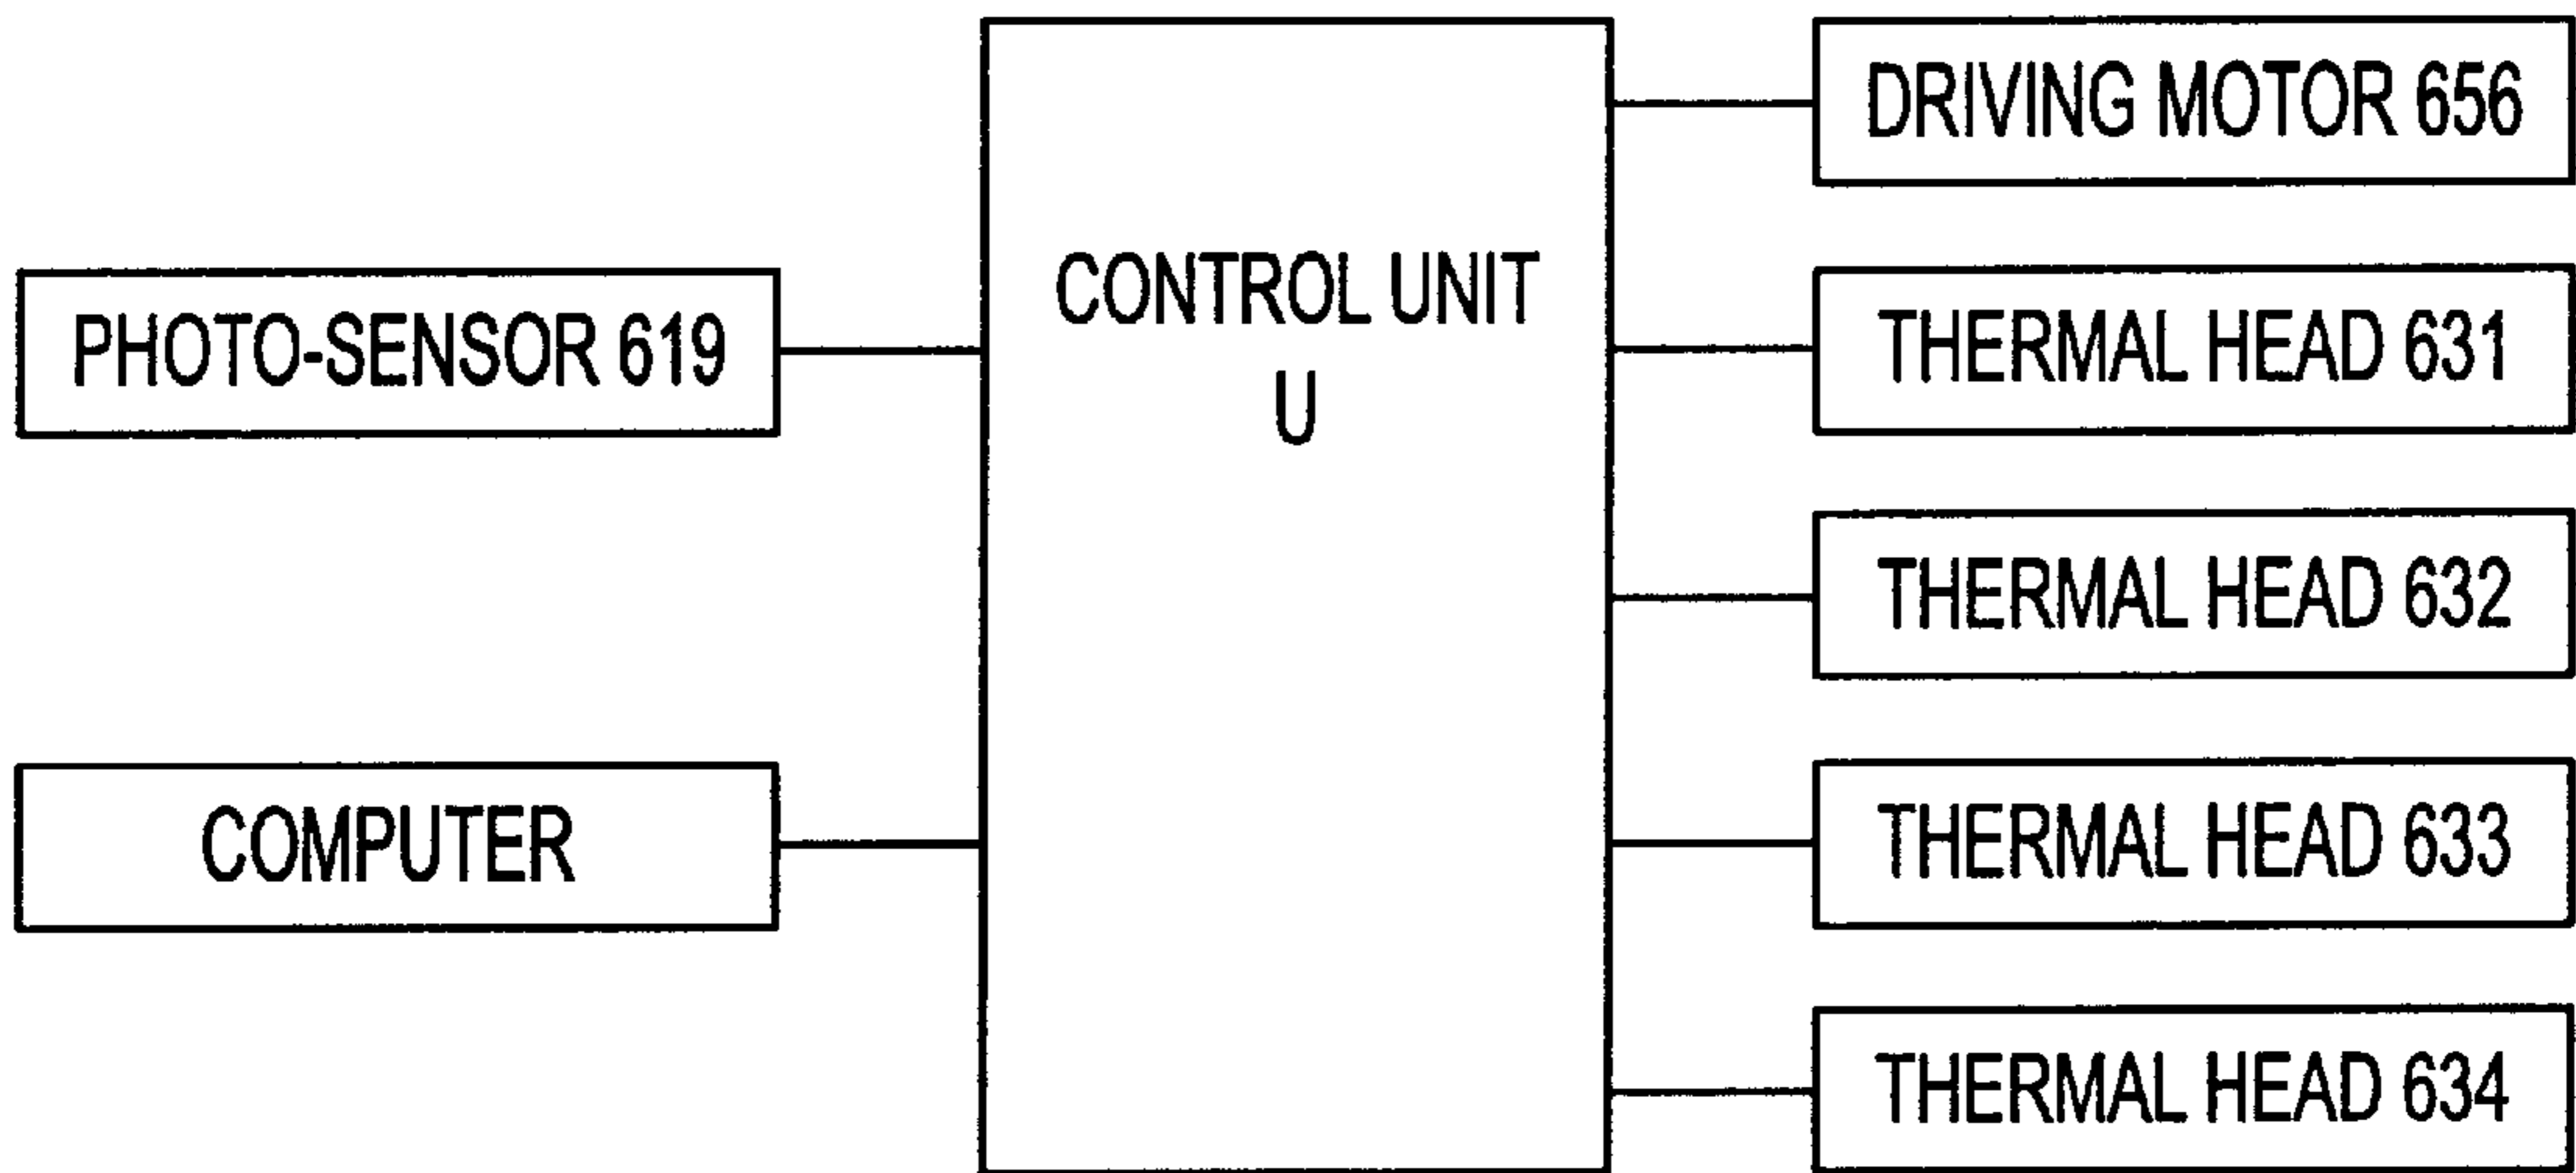 PHOTO-SENSOR 619
COMPUTER
CONTROL UNIT
U
DRIVING MOTOR 656
THERMAL HEAD 631
THERMAL HEAD 632
THERMAL HEAD 633
THERMAL HEAD 634